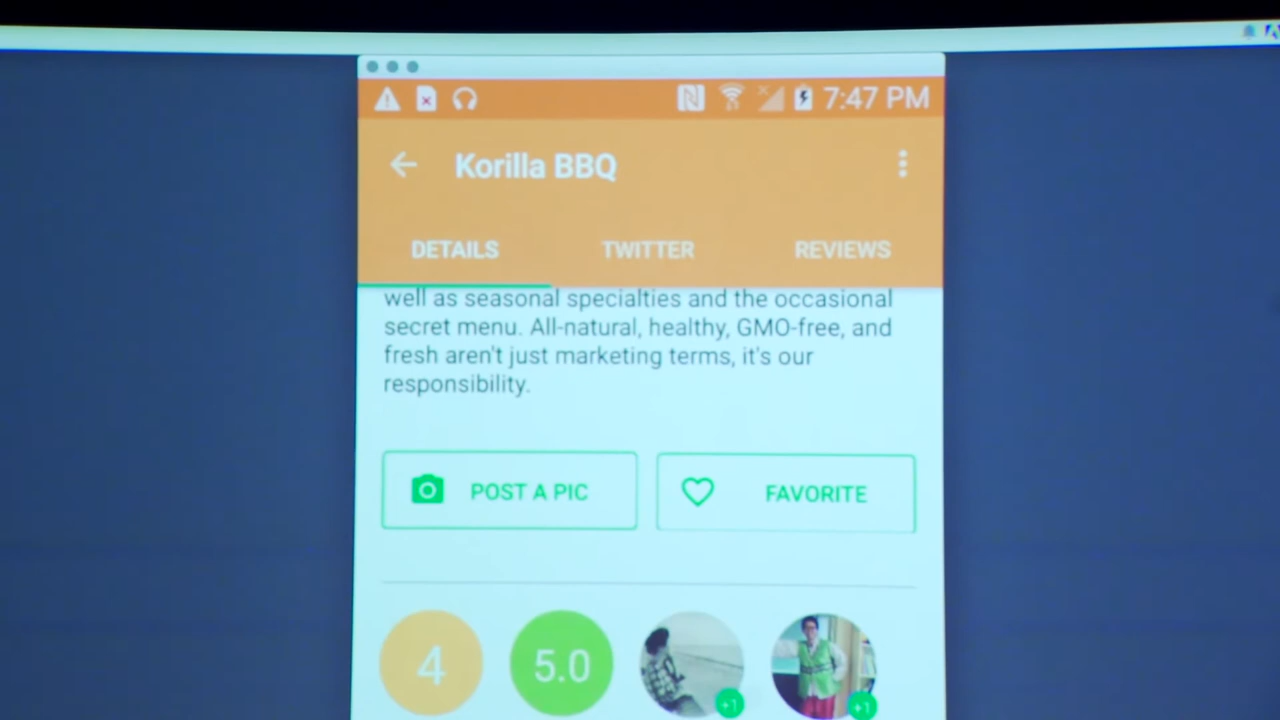 7:47 PM
Korilla BBQ
DETAILS TWITTER REVIEWS
well as seasonal specialties and the occasional
secret menu. All-natural, healthy, GMO-free, and
fresh aren't just marketing terms, it's our
responsibility.
POST A PIC FAVORITE
4 5.0 +1 +1